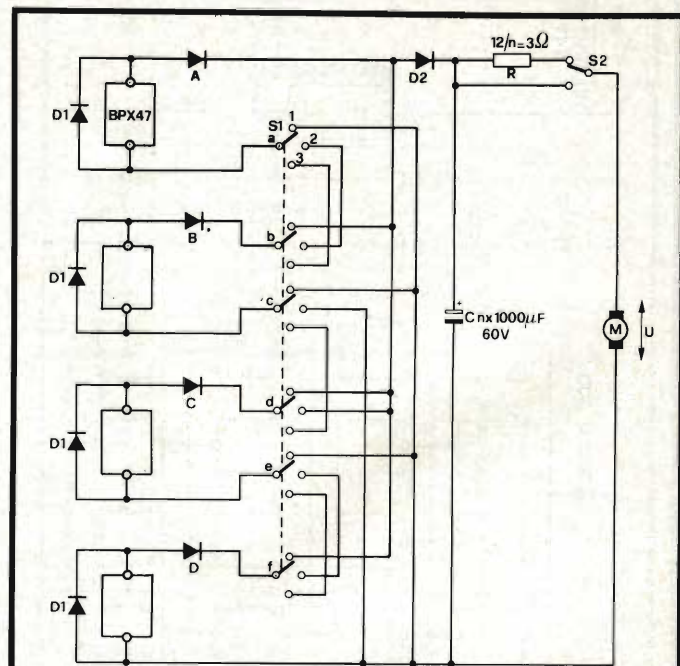 12/n=3Ω
R
S2
A
D2
D1
BPX47
S1
1
a
2
3
B
b
D1
c
+
C nx1000µF
60V
M
U
C
d
D1
e
D
f
D1